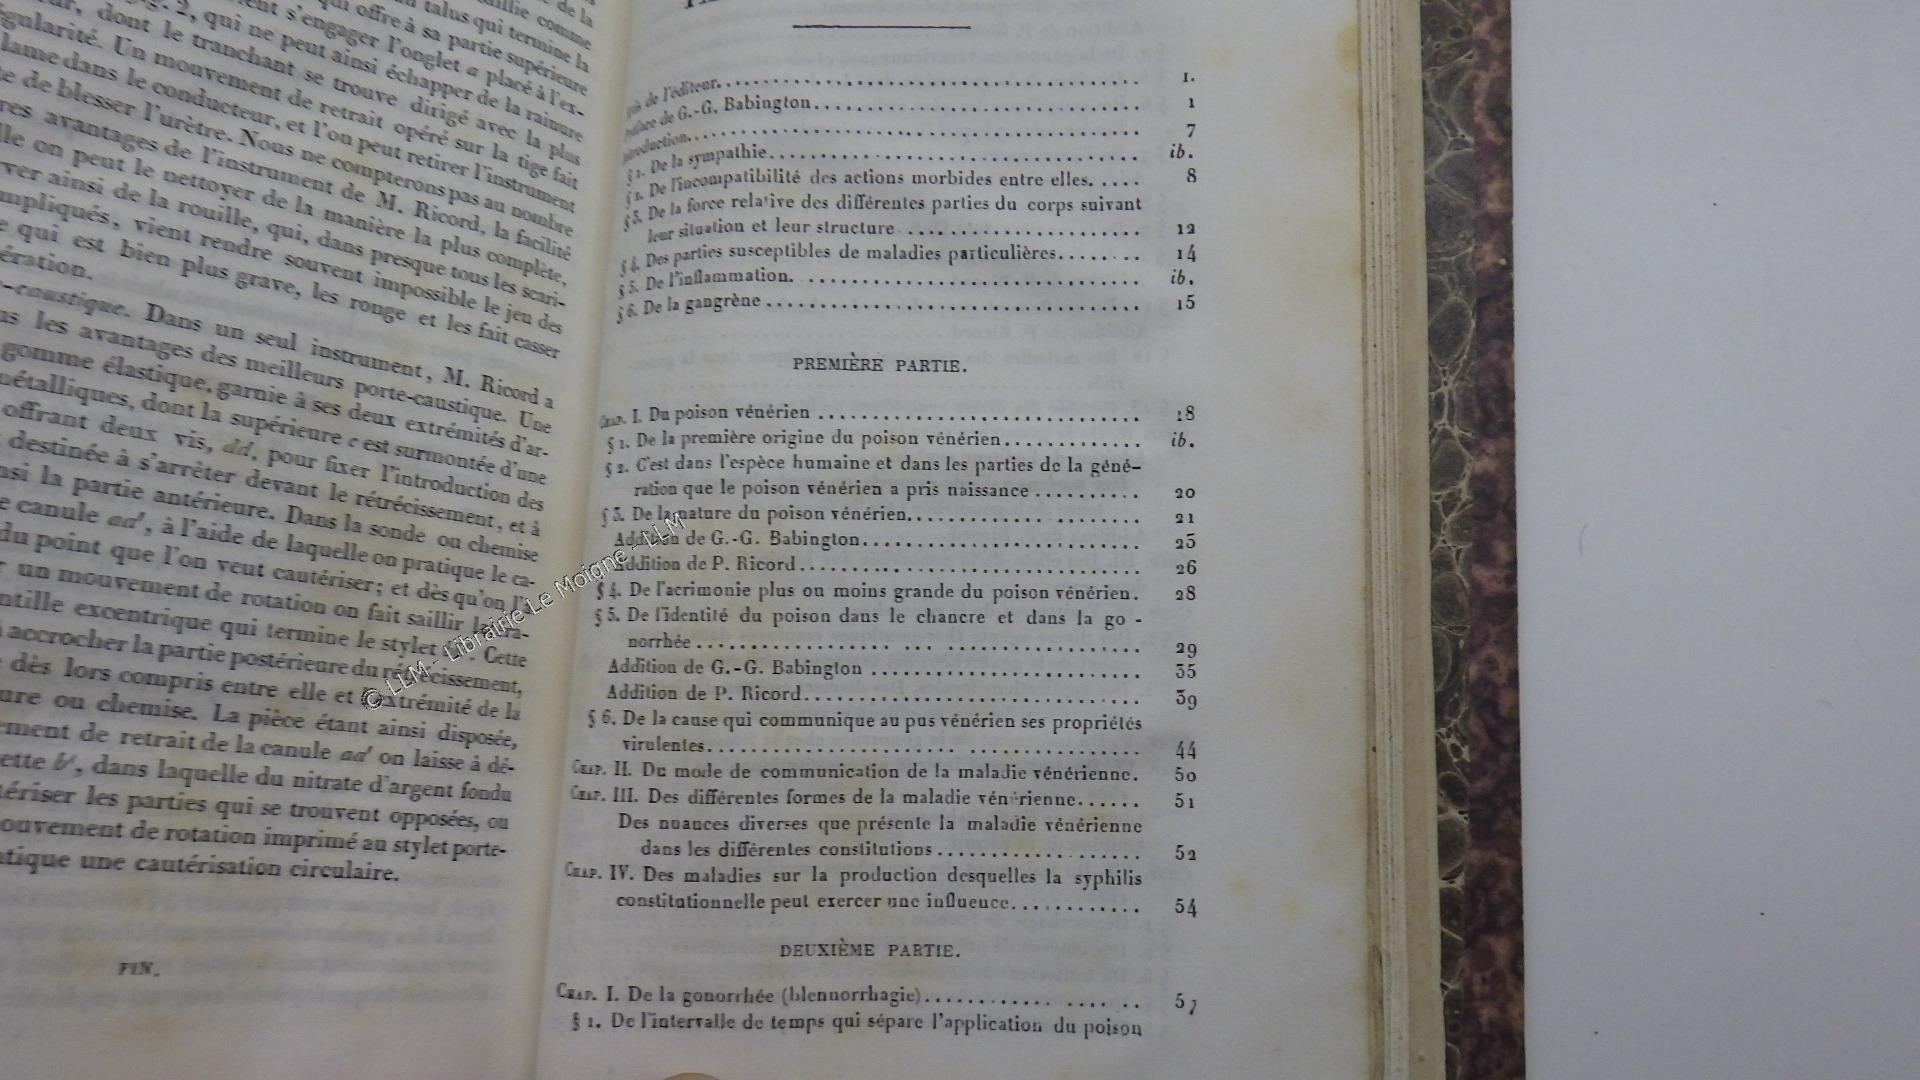 talus qui termine la
qui offre à sa partie supérieure
2, qui ne peut ainsi s'engager l'onglet a placé à l'ex-
dont le tranchant se trouve dirigé avec la plus
gularité. Un mouvement de retrait opéré sur la tige fait
lame dans le conducteur, et l'on peut retirer l'instrument
te de blesser l'urètre. Nous ne compterons pas au nombre
res avantages de l'instrument de M. Ricord, la facilité
lle on peut le nettoyer de la manière la plus complète,
ver ainsi de la rouille, qui, dans presque tous les scari-
mpliqués, vient rendre souvent impossible le jeu des
e qui est bien plus grave, les ronge et les fait casser
ération.
-caustique. Dans un seul instrument, M. Ricord a
us les avantages des meilleurs porte-caustique. Une
gomme élastique, garnie à ses deux extrémités d'ar-
métalliques, dont la supérieure c est surmontée d'une
offrant deux vis, dd, pour fixer l'introduction des
destinée à s'arrêter devant le rétrécissement, et à
nsi la partie antérieure. Dans la sonde ou chemise
e canule aa', à l'aide de laquelle on pratique le ca-
du point que l'on veut cautériser; et dès qu'on l'a
r un mouvement de rotation on fait saillir la ca-
ntille excentrique qui termine le stylet Cette
à accrocher la partie postérieure du rétrécissement,
dès lors compris entre elle et l'extrémité de la
ure ou chemise. La pièce étant ainsi disposée,
ement de retrait de la canule aa' on laisse à dé-
ette b', dans laquelle du nitrate d'argent fondu
tériser les parties qui se trouvent opposées, ou
ouvement de rotation imprimé au stylet porte-
atique une cautérisation circulaire.
FIN.
de l'éditeur. 1.
de G.-G. Babington 1
troduction 7
§ 1. De la sympathie ib.
§ 2. De l'incompatibilité des actions morbides entre elles. 8
§ 3. De la force relative des différentes parties du corps suivant
leur situation et leur structure 12
§ 4. Des parties susceptibles de maladies particulières 14
§ 5. De l'inflammation. ib.
§ 6. De la gangrène 15
PREMIÈRE PARTIE.
CHAP. I. Du poison vénérien 18
§ 1. De la première origine du poison vénérien ib.
§ 2. C'est dans l'espèce humaine et dans les parties de la géné-
ration que le poison vénérien a pris naissance 20
§ 3. De la nature du poison vénérien 21
Addition de G.-G. Babington 25
Addition de P. Ricord 26
§ 4. De l'acrimonie plus ou moins grande du poison vénérien. 28
§ 5. De l'identité du poison dans le chancre et dans la go-
norrhée 29
Addition de G.-G. Babington 35
Addition de P. Ricord 39
§ 6. De la cause qui communique au pus vénérien ses propriétés
virulentes 44
CHAP. II. Du mode de communication de la maladie vénérienne. 50
CHAP. III. Des différentes formes de la maladie vénérienne 51
Des nuances diverses que présente la maladie vénérienne
dans les différentes constitutions 52
CHAP. IV. Des maladies sur la production desquelles la syphilis
constitutionnelle peut exercer une influence 54
DEUXIÈME PARTIE.
CHAP. I. De la gonorrhée (blennorrhagie) 57
§ 1. De l'intervalle de temps qui sépare l'application du poison
© LLM - Librairie Le Moigne - LLM